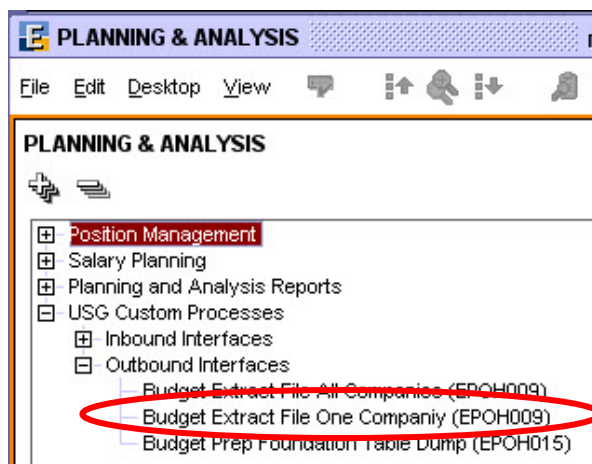 E PLANNING & ANALYSIS
File Edit Desktop View
PLANNING & ANALYSIS
Position Management
Salary Planning
Planning and Analysis Reports
USG Custom Processes
Inbound Interfaces
Outbound Interfaces
Budget Extract File All Companies (EPOH009)
Budget Extract File One Companiy (EPOH009)
Budget Prep Foundation Table Dump (EPOH015)